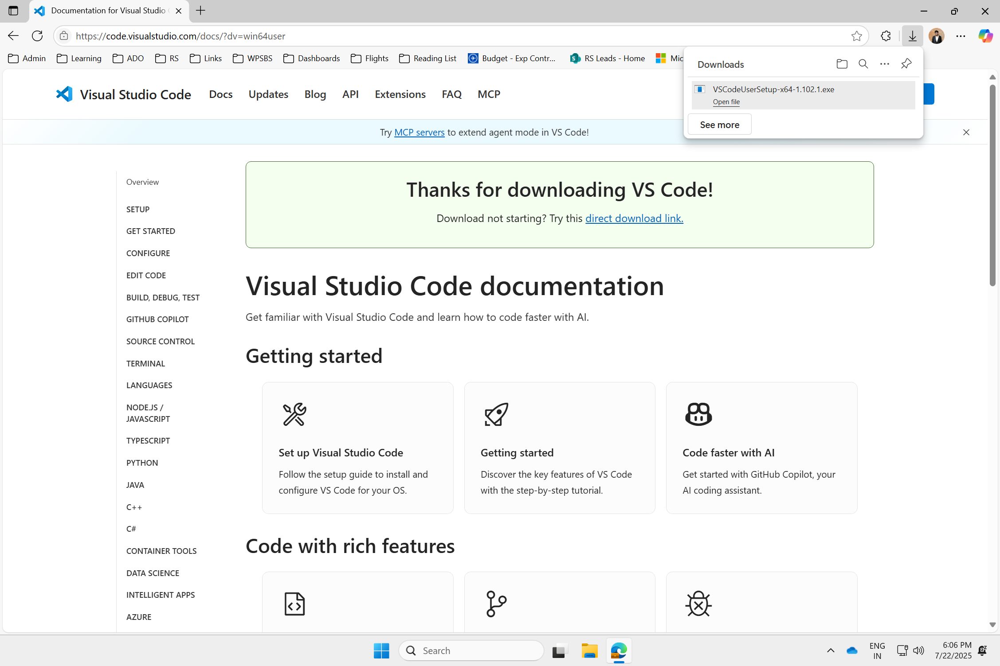 Documentation for Visual Studio
https://code.visualstudio.com/docs/?dv=win64user
Admin Learning ADO RS Links WPSBS Dashboards Flights Reading List Budget - Exp Contr... RS Leads - Home Mic
Downloads
VSCodeUserSetup-x64-1.102.1.exe
Open file
See more
Visual Studio Code Docs Updates Blog API Extensions FAQ MCP
Try MCP servers to extend agent mode in VS Code!
Overview
SETUP
GET STARTED
CONFIGURE
EDIT CODE
BUILD, DEBUG, TEST
GITHUB COPILOT
SOURCE CONTROL
TERMINAL
LANGUAGES
NODE.JS /
JAVASCRIPT
TYPESCRIPT
PYTHON
JAVA
C++
C#
CONTAINER TOOLS
DATA SCIENCE
INTELLIGENT APPS
AZURE
Thanks for downloading VS Code!
Download not starting? Try this direct download link.
Visual Studio Code documentation
Get familiar with Visual Studio Code and learn how to code faster with AI.
Getting started
Set up Visual Studio Code
Follow the setup guide to install and
configure VS Code for your OS.
Getting started
Discover the key features of VS Code
with the step-by-step tutorial.
Code faster with AI
Get started with GitHub Copilot, your
AI coding assistant.
Code with rich features
Search
ENG
IN
6:06 PM
7/22/2025